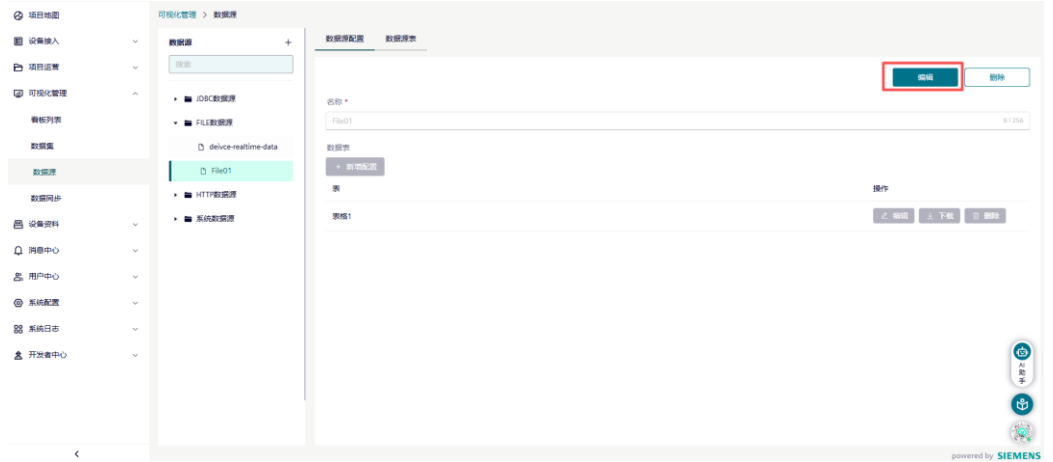 项目地图
设备接入
项目运营
可视化管理
看板列表
数据集
数据源
数据同步
设备资料
消息中心
用户中心
系统配置
系统日志
开发者中心
可视化管理 > 数据源
数据源 +
搜索
JDBC数据源
FILE数据源
deivce-realtime-data
File01
HTTP数据源
系统数据源
数据源配置 数据源表
编辑 删除
名称 *
File01 6 / 256
数据表
+ 新增配置
表 操作
表格1 编辑 下载 删除
AI助手
powered by SIEMENS